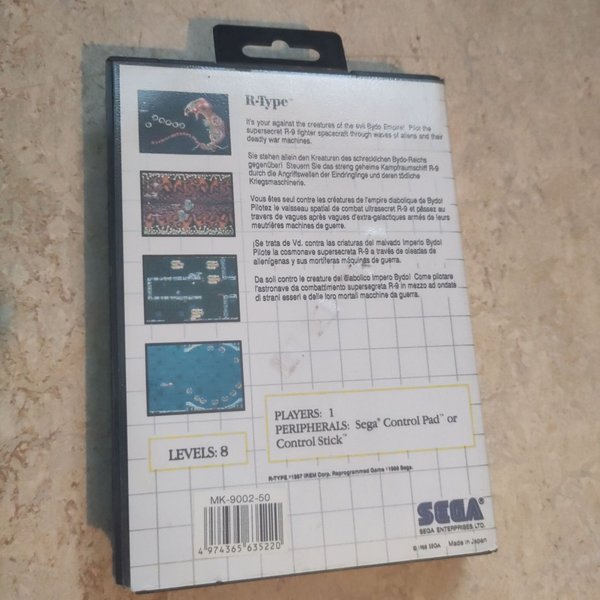 R-Type™
It's your against the creatures of the evil Bydo Empire! Pilot the
supersecret R-9 fighter spacecraft through waves of aliens and their
deadly war machines.
Sie stehen allein den Kreaturen des schrecklichen Bydo-Reichs
gegenüber! Steuern Sie das streng geheime Kampfraumschiff R-9
durch die Angriffswellen der Eindringlinge und deren tödliche
Kriegsmaschinerie.
Vous êtes seul contre les créatures de l'empire diabolique de Bydo!
Pilotez le vaisseau spatial de combat ultrasecret R-9 et passez au
travers de vagues après vagues d'extra-galactiques armés de leurs
meutrières machines de guerra.
¡Se trata de Vd. contra las criaturas del malvado Imperio Bydo!
Pilote la cosmonave supersecreta R-9 a través de oleadas de
alienígenas y sus mortíferas máquinas de guerra.
Da soli contro le creature del diabolico Impero Bydo! Come pilotare
l'astronave da combattimento supersegreta R-9 in mezzo ad ondate
di strani esseri e delle loro mortali macchine da guerra.
PLAYERS: 1
PERIPHERALS: Sega® Control Pad™ or
Control Stick™
LEVELS: 8
R-TYPE ©1987 IREM Corp. Reprogrammed Game ©1988 Sega.
MK-9002-50
4 974365 635220
SEGA®
SEGA ENTERPRISES, LTD.
©1988 SEGA Made in Japan